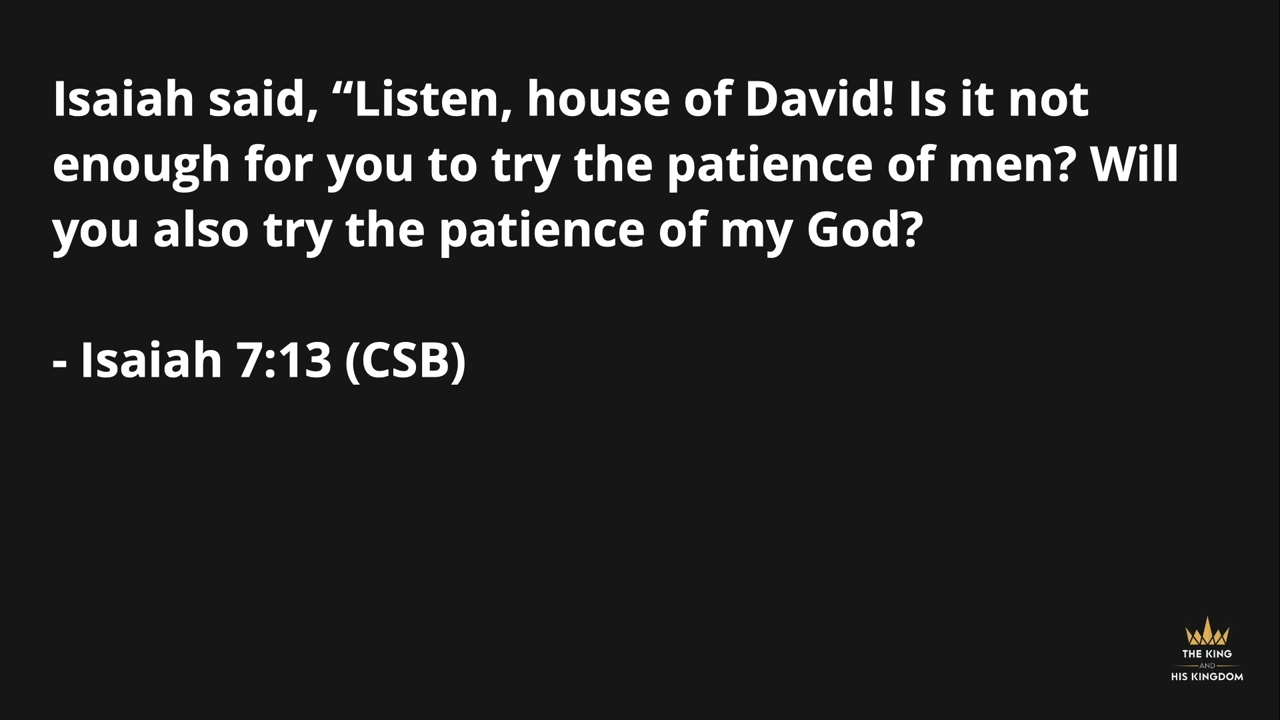 Isaiah said, “Listen, house of David! Is it not
enough for you to try the patience of men? Will
you also try the patience of my God?
- Isaiah 7:13 (CSB)
THE KING
AND
HIS KINGDOM